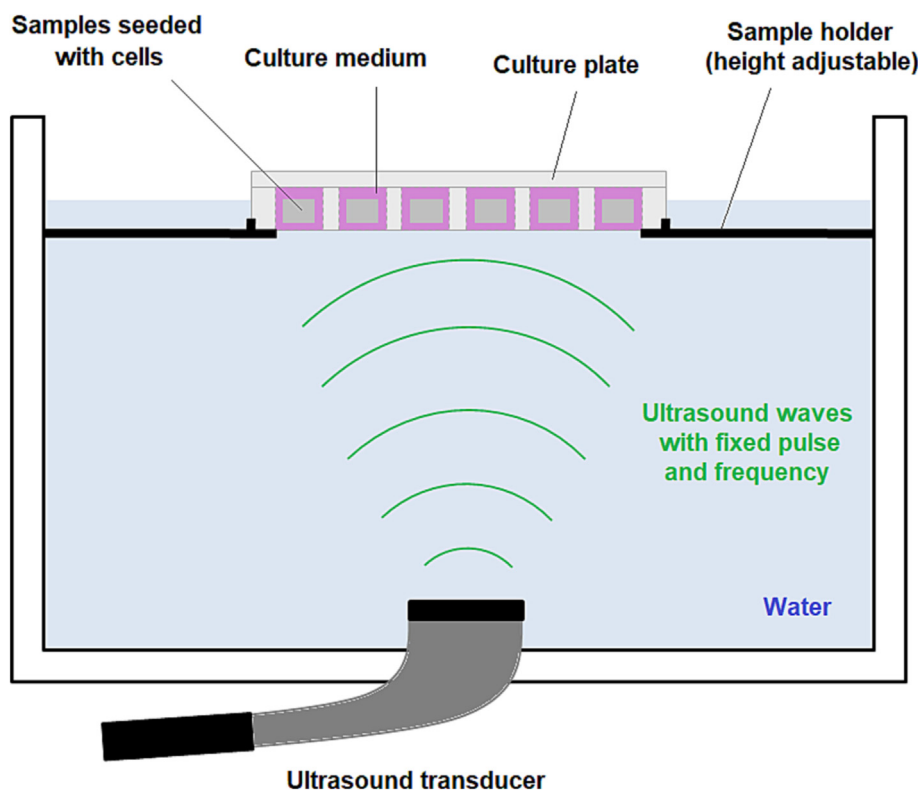 Samples seeded
with cells
Culture medium
Culture plate
Sample holder
(height adjustable)
Ultrasound waves
with fixed pulse
and frequency
Water
Ultrasound transducer